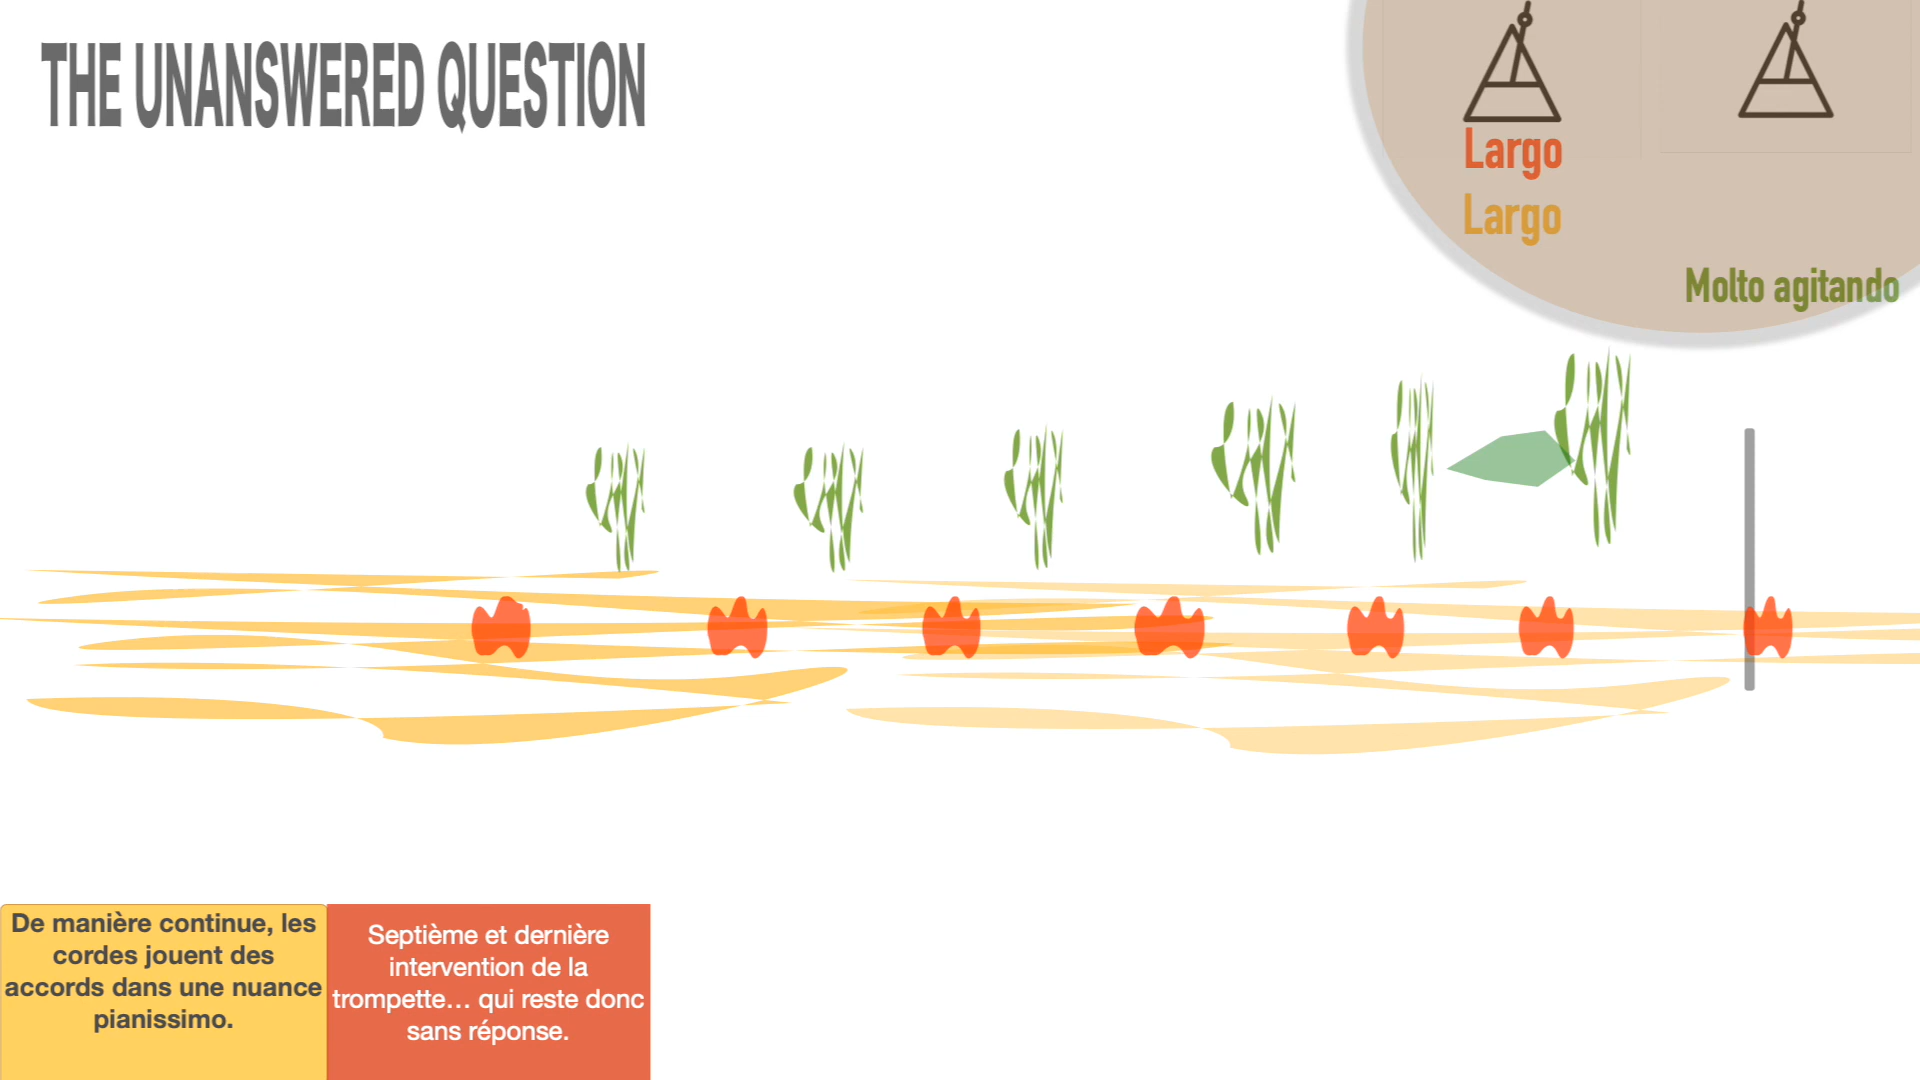 THE UNANSWERED QUESTION
Largo
Largo
Molto agitando
De manière continue, les
cordes jouent des
accords dans une nuance
pianissimo.
Septième et dernière
intervention de la
trompette… qui reste donc
sans réponse.